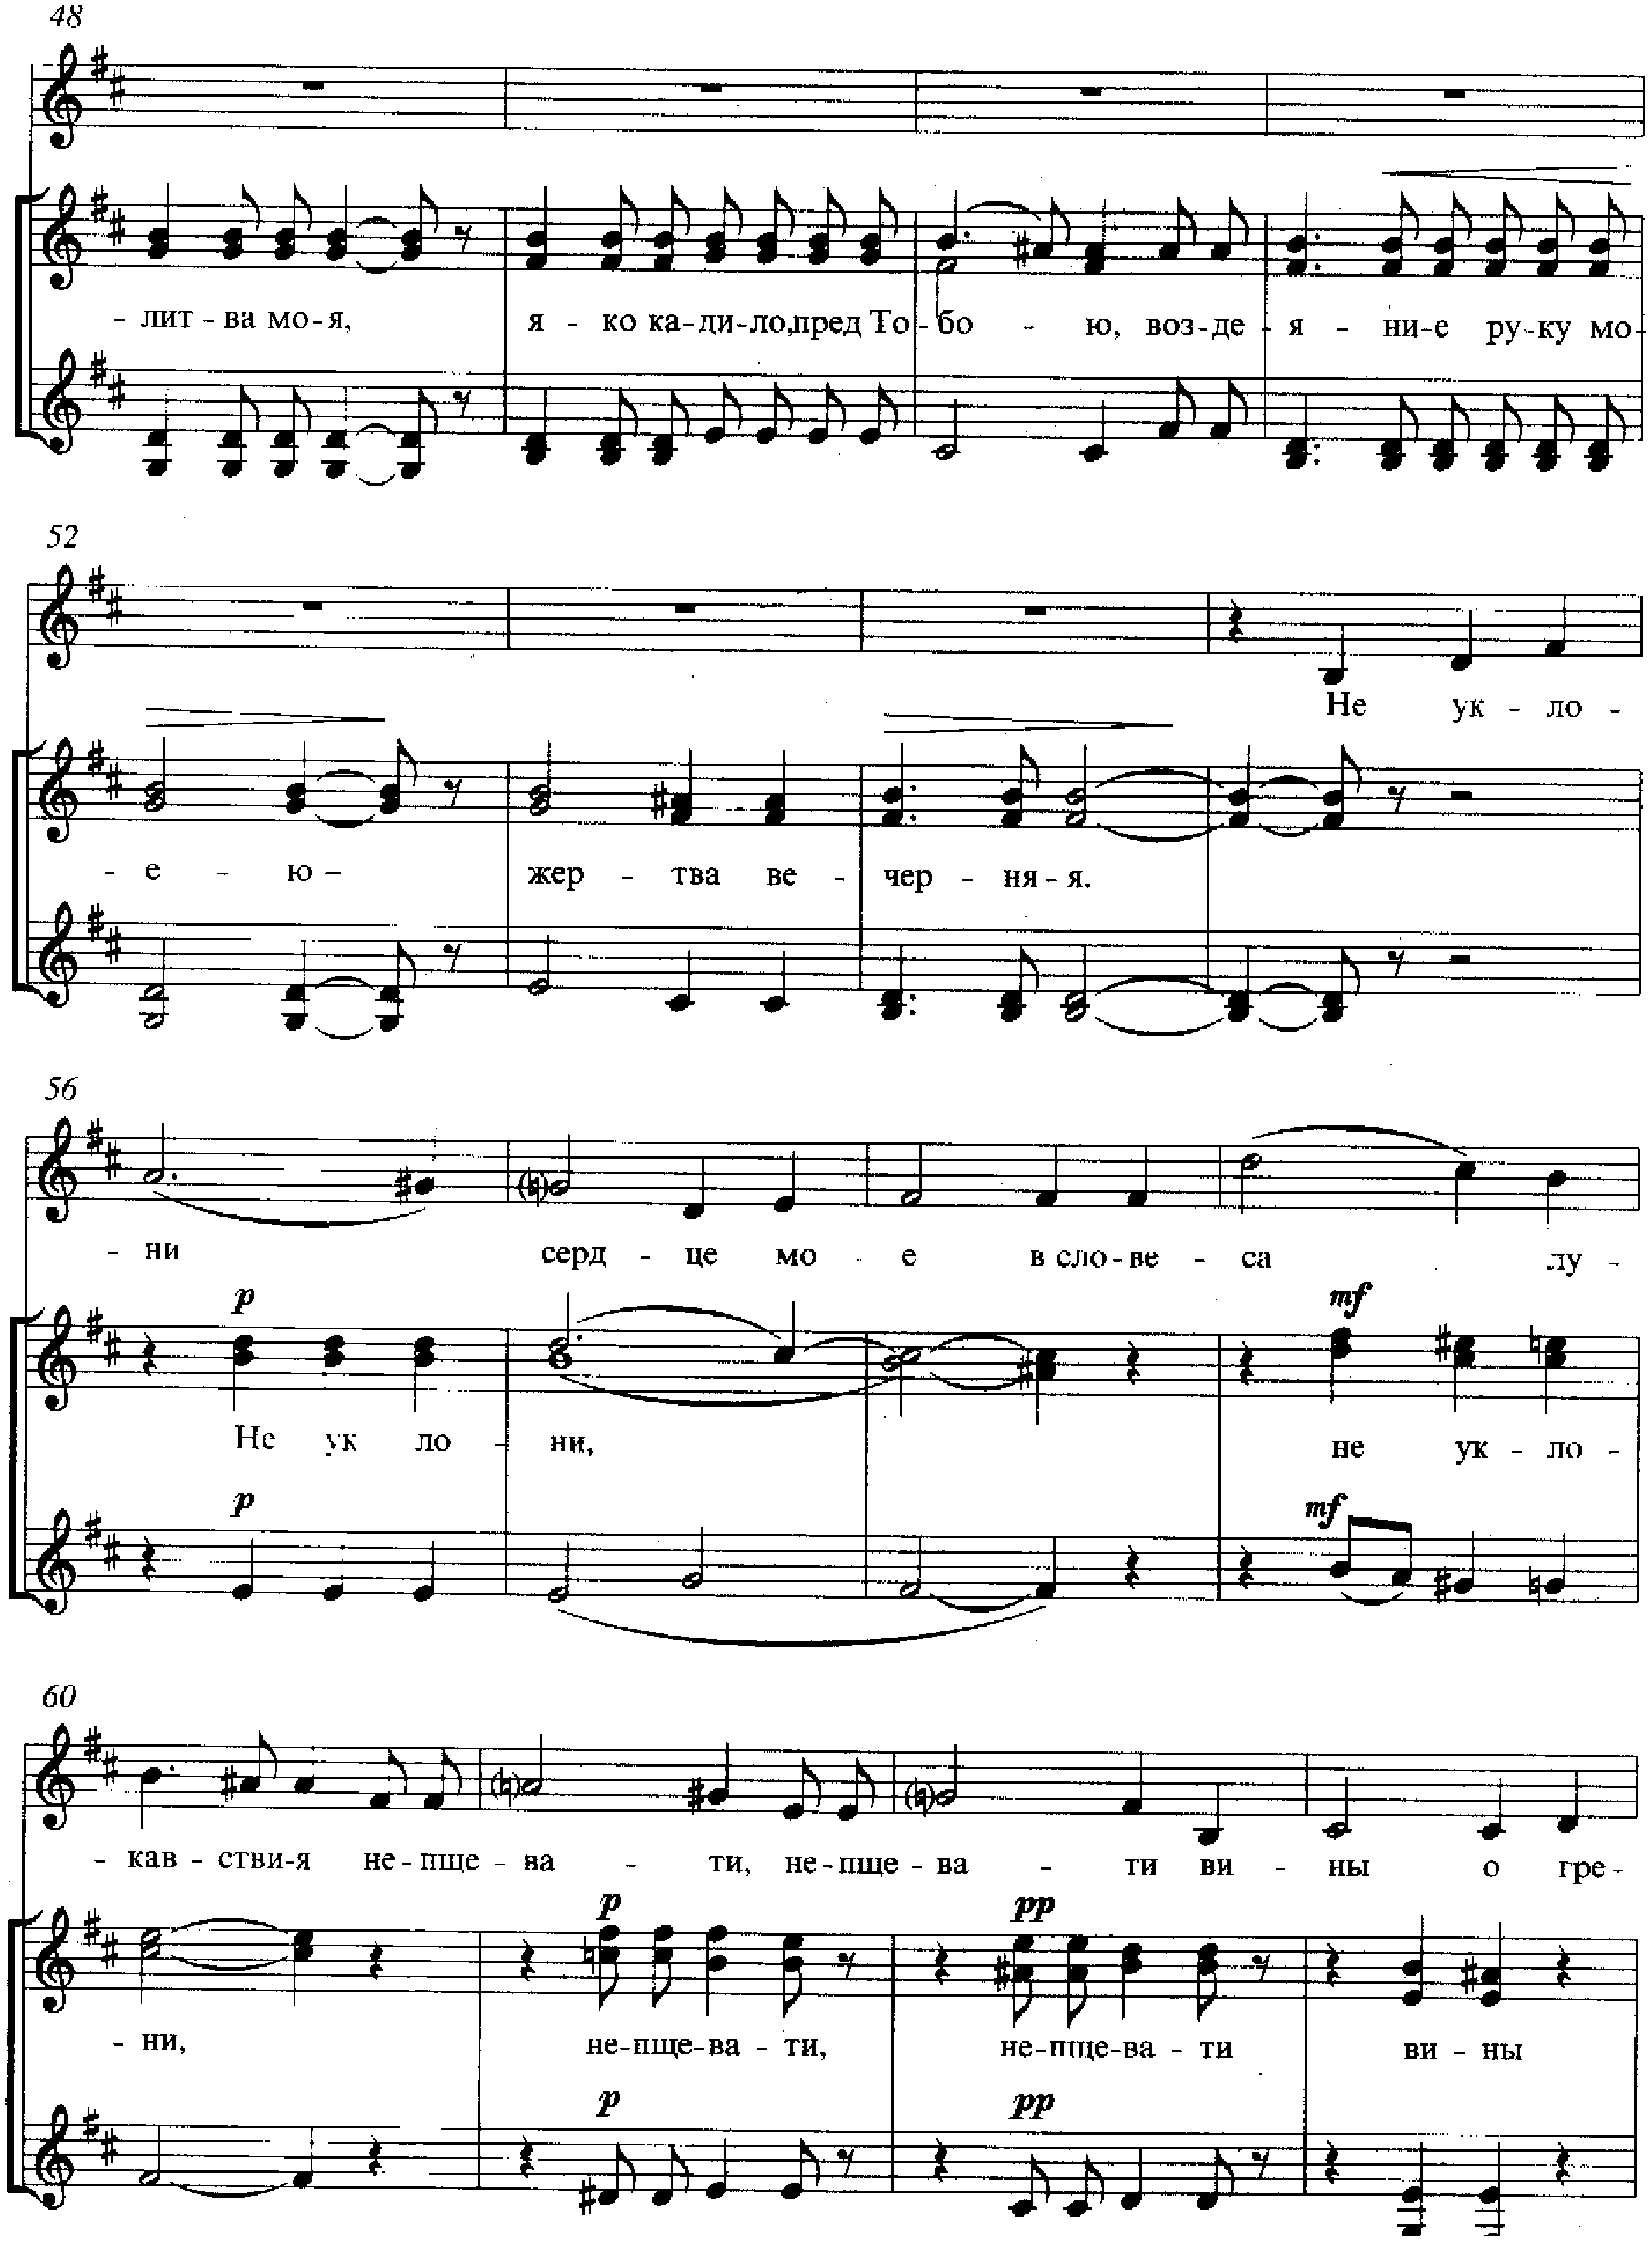 48
- лит - ва мо-я, я - ко ка-ди-ло,пред То-бо - ю, воз-де - я - ни-е ру-ку мо-
52
Не ук - ло -
- е - ю - жер - тва ве - чер - ня - я.
56
- ни серд - це мо - е в сло-ве - са лу -
p mf
Не ук - ло - ни, не ук - ло -
p mf
60
- кав - стви-я не-пще - ва - ти, не-пще - ва - ти ви - ны о гре-
p pp
- ни, не-пще-ва - ти, не-пще-ва - ти ви - ны
p pp